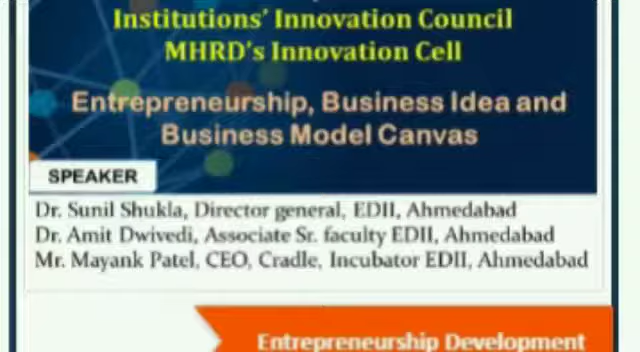 Institutions' Innovation Council
MHRD's Innovation Cell
Entrepreneurship, Business Idea and
Business Model Canvas
SPEAKER
Dr. Sunil Shukla, Director general, EDII, Ahmedabad
Dr. Amit Dwivedi, Associate Sr. faculty EDII, Ahmedabad
Mr. Mayank Patel, CEO, Cradle, Incubator EDII, Ahmedabad
Entrepreneurship Development